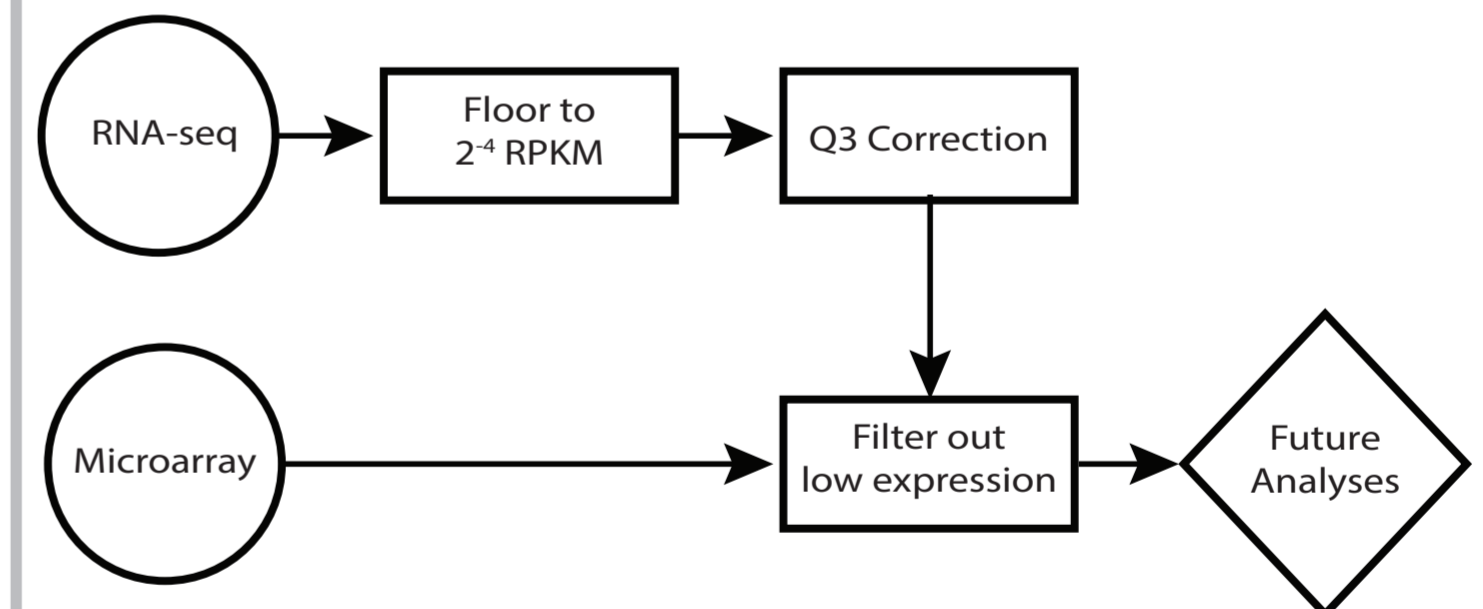 RNA-seq
Floor to
2⁻⁴ RPKM
Q3 Correction
Microarray
Filter out
low expression
Future
Analyses